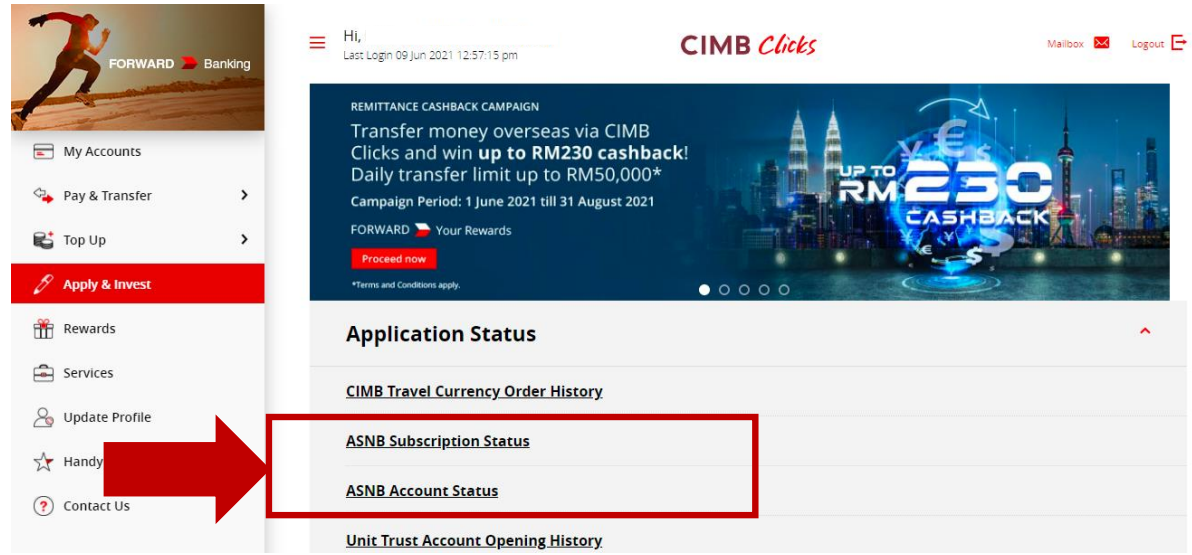 FORWARD Banking
My Accounts
Pay & Transfer
Top Up
Apply & Invest
Rewards
Services
Update Profile
Handy
Contact Us
Hi,
Last Login 09 Jun 2021 12:57:15 pm
CIMB Clicks
Mailbox
Logout
REMITTANCE CASHBACK CAMPAIGN
Transfer money overseas via CIMB
Clicks and win up to RM230 cashback!
Daily transfer limit up to RM50,000*
Campaign Period: 1 June 2021 till 31 August 2021
FORWARD Your Rewards
Proceed now
*Terms and Conditions apply.
UP TO
RM230
CASHBACK
Application Status
CIMB Travel Currency Order History
ASNB Subscription Status
ASNB Account Status
Unit Trust Account Opening History